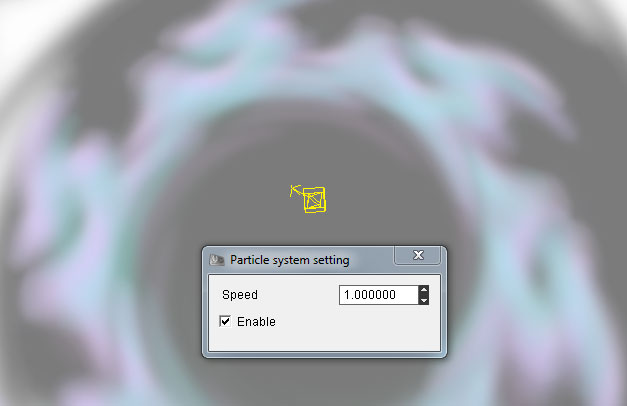 Particle system setting
Speed 1.000000
Enable